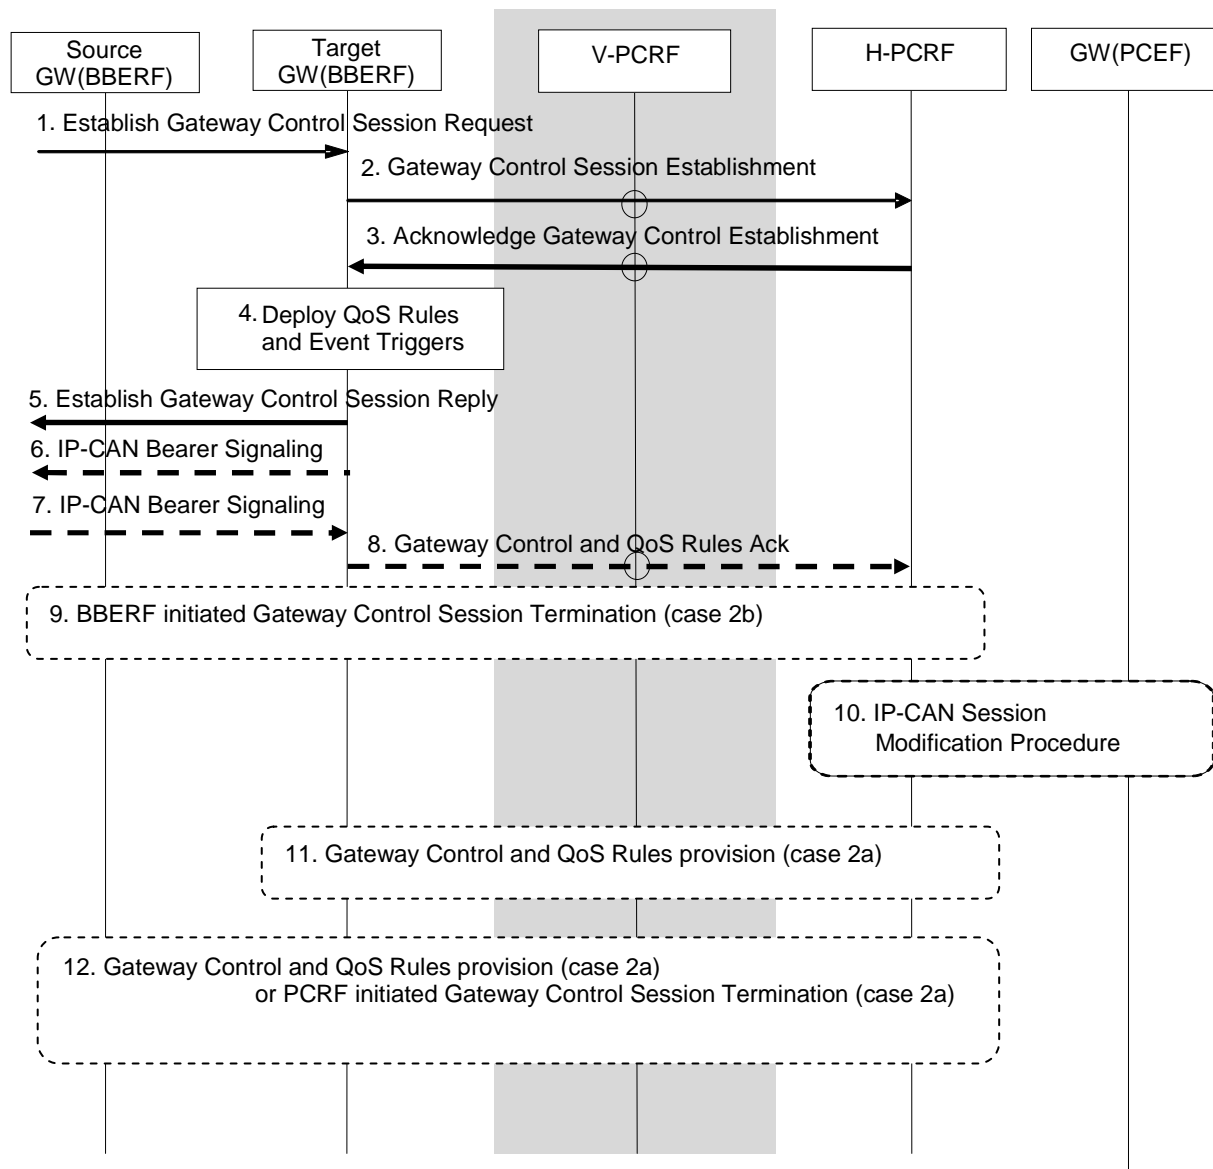 Source
GW(BBERF)
Target
GW(BBERF)
V-PCRF
H-PCRF
GW(PCEF)
1. Establish Gateway Control Session Request
2. Gateway Control Session Establishment
3. Acknowledge Gateway Control Establishment
4. Deploy QoS Rules
and Event Triggers
5. Establish Gateway Control Session Reply
6. IP-CAN Bearer Signaling
7. IP-CAN Bearer Signaling
8. Gateway Control and QoS Rules Ack
9. BBERF initiated Gateway Control Session Termination (case 2b)
10. IP-CAN Session
Modification Procedure
11. Gateway Control and QoS Rules provision (case 2a)
12. Gateway Control and QoS Rules provision (case 2a)
or PCRF initiated Gateway Control Session Termination (case 2a)